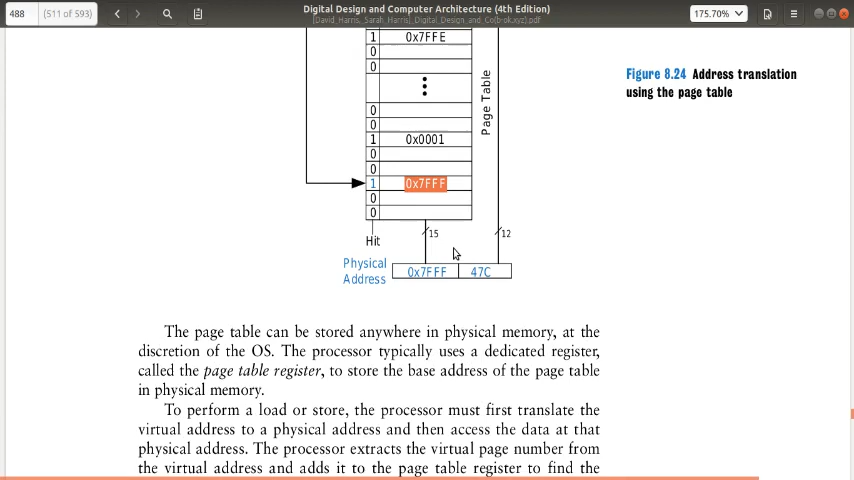 488 (511 of 593)
Digital Design and Computer Architecture (4th Edition)
[David_Harris,_Sarah_Harris]_Digital_Design_and_Co(b-ok.xyz).pdf
175.70%
1 0x7FFE
0
0
0
0
1 0x0001
0
0
1 0x7FFF
0
0
Page Table
Hit
15
12
Physical
Address
0x7FFF 47C
Figure 8.24 Address translation
using the page table
The page table can be stored anywhere in physical memory, at the
discretion of the OS. The processor typically uses a dedicated register,
called the page table register, to store the base address of the page table
in physical memory.
To perform a load or store, the processor must first translate the
virtual address to a physical address and then access the data at that
physical address. The processor extracts the virtual page number from
the virtual address and adds it to the page table register to find the